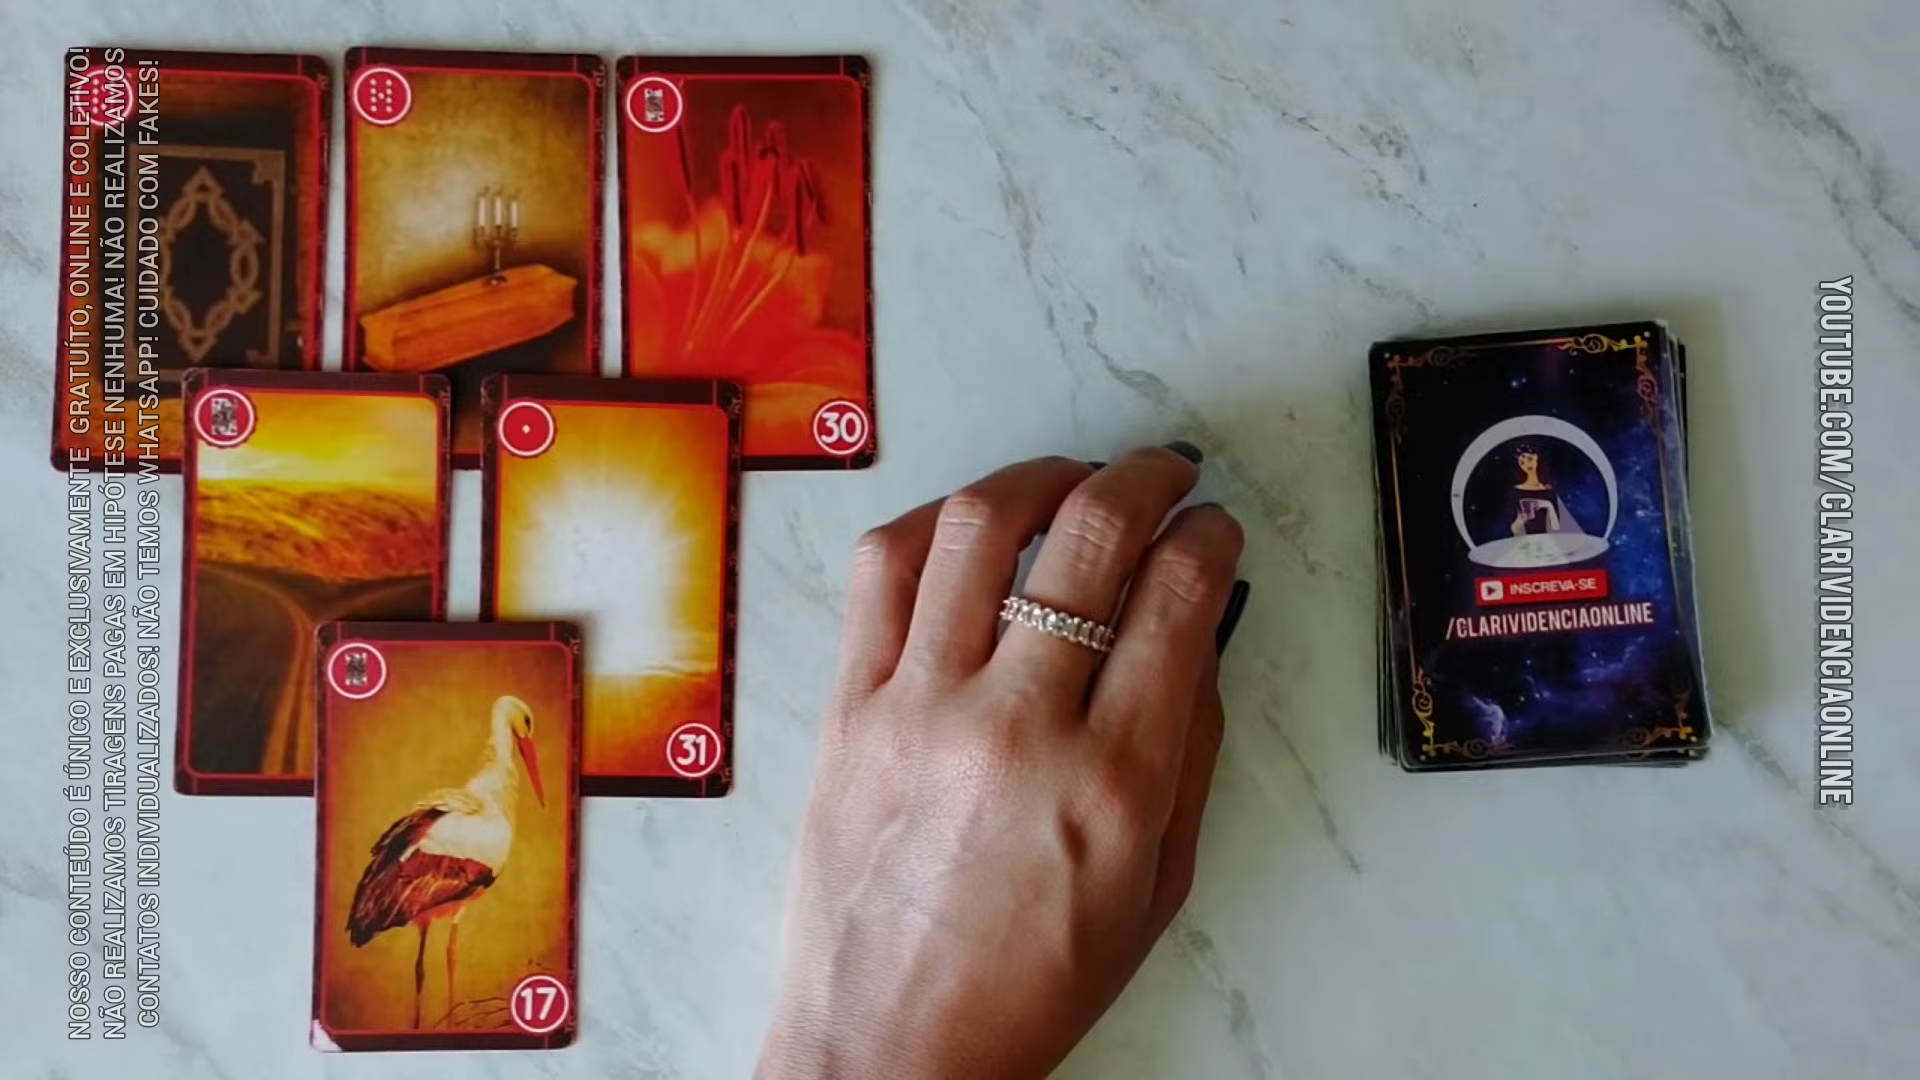 NOSSO CONTEÚDO É ÚNICO E EXCLUSIVAMENTE GRATUÍTO, ONLINE E COLETIVO!
NÃO REALIZAMOS TIRAGENS PAGAS EM HIPÓTESE NENHUMA! NÃO REALIZAMOS
CONTATOS INDIVIDUALIZADOS! NÃO TEMOS WHATSAPP! CUIDADO COM FAKES!
30
31
17
INSCREVA-SE
/CLARIVIDENCIAONLINE
YOUTUBE.COM/CLARIVIDENCIAONLINE